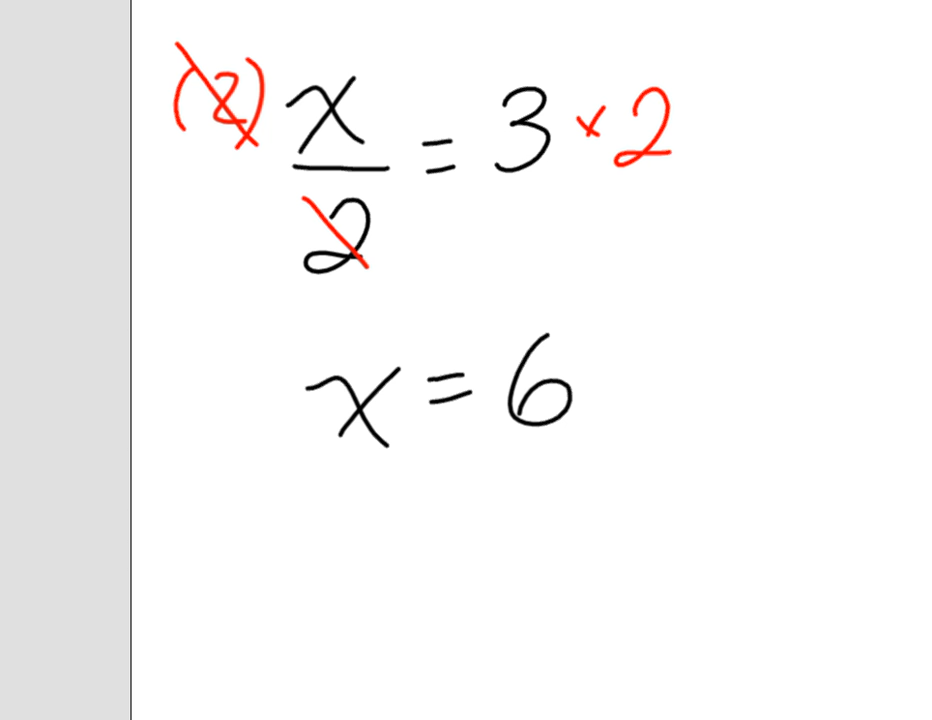 (2) x/2 = 3 × 2
x = 6